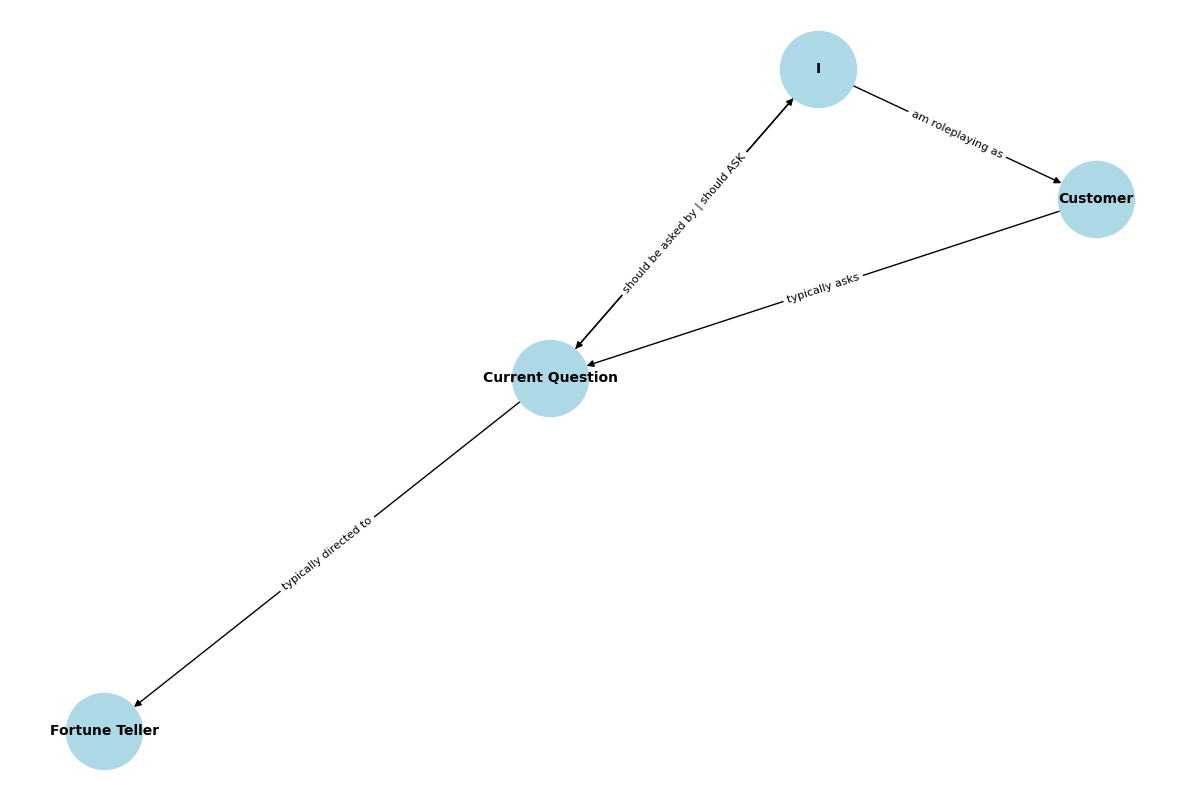 I
am roleplaying as
Customer
should be asked by | should ASK
typically asks
Current Question
typically directed to
Fortune Teller